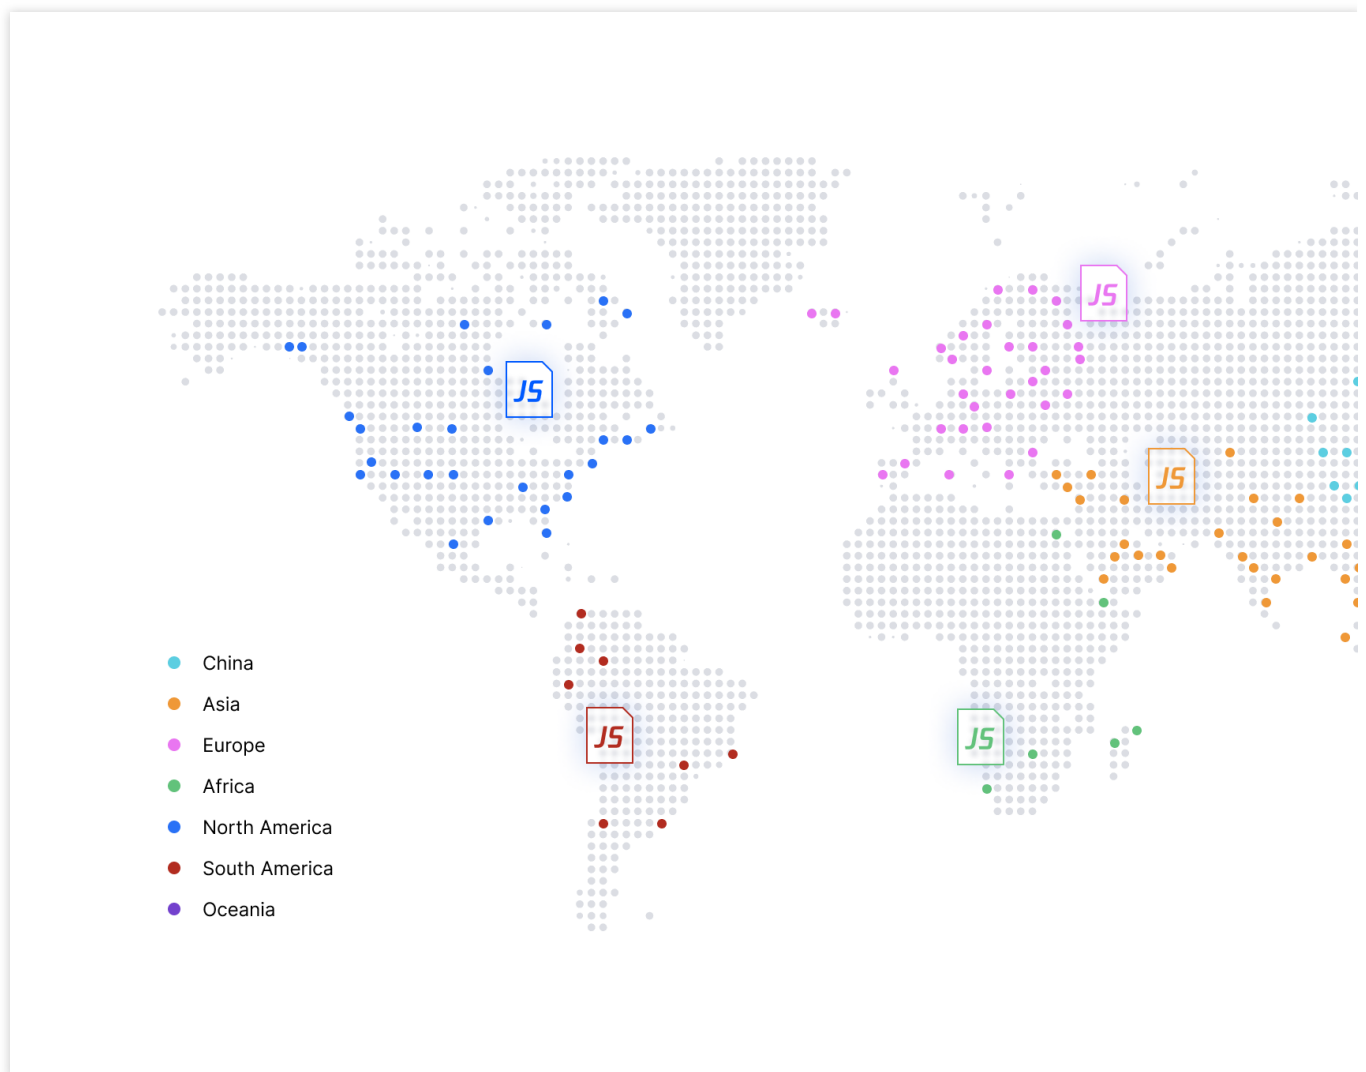 JS
JS
JS
China
Asia
Europe
Africa
North America
South America
Oceania
JS
JS